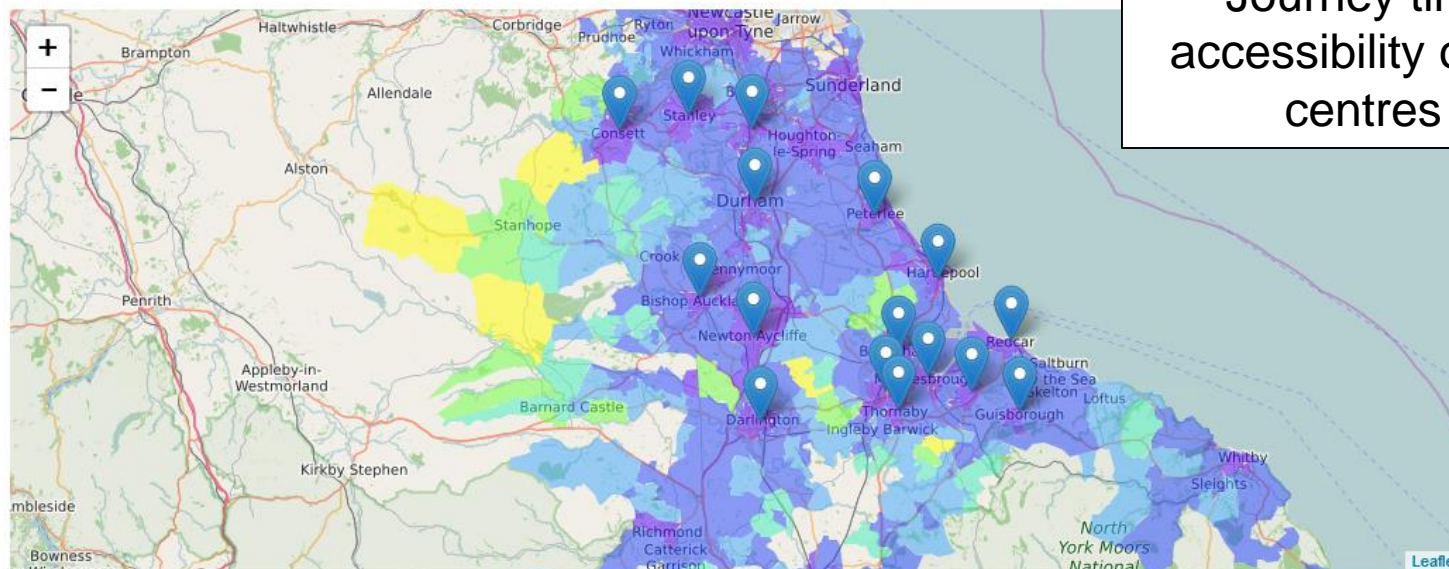 Journey
accessibility
centres
+
−
Haltwhistle
Corbridge
Ryton
Newcastle
upon-Tyne
Jarrow
Prudhoe
Whickham
Brampton
Allendale
Sunderland
Stanley
Consett
Houghton-
le-Spring
Seaham
Alston
Durham
Peterlee
Stanhope
Crook
Hartlepool
Bishop Auckla
Penrith
Newton Aycliffe
Redcar
Saltburn
the Sea
Skelton
Loftus
Appleby-in-
Westmorland
Barnard Castle
Darlington
Thornaby
Ingleby Barwick
Guisborough
Kirkby Stephen
Whitby
Sleights
mbleside
Richmond
Catterick
Garrison
North
York Moors
National
Bowness
Leafle